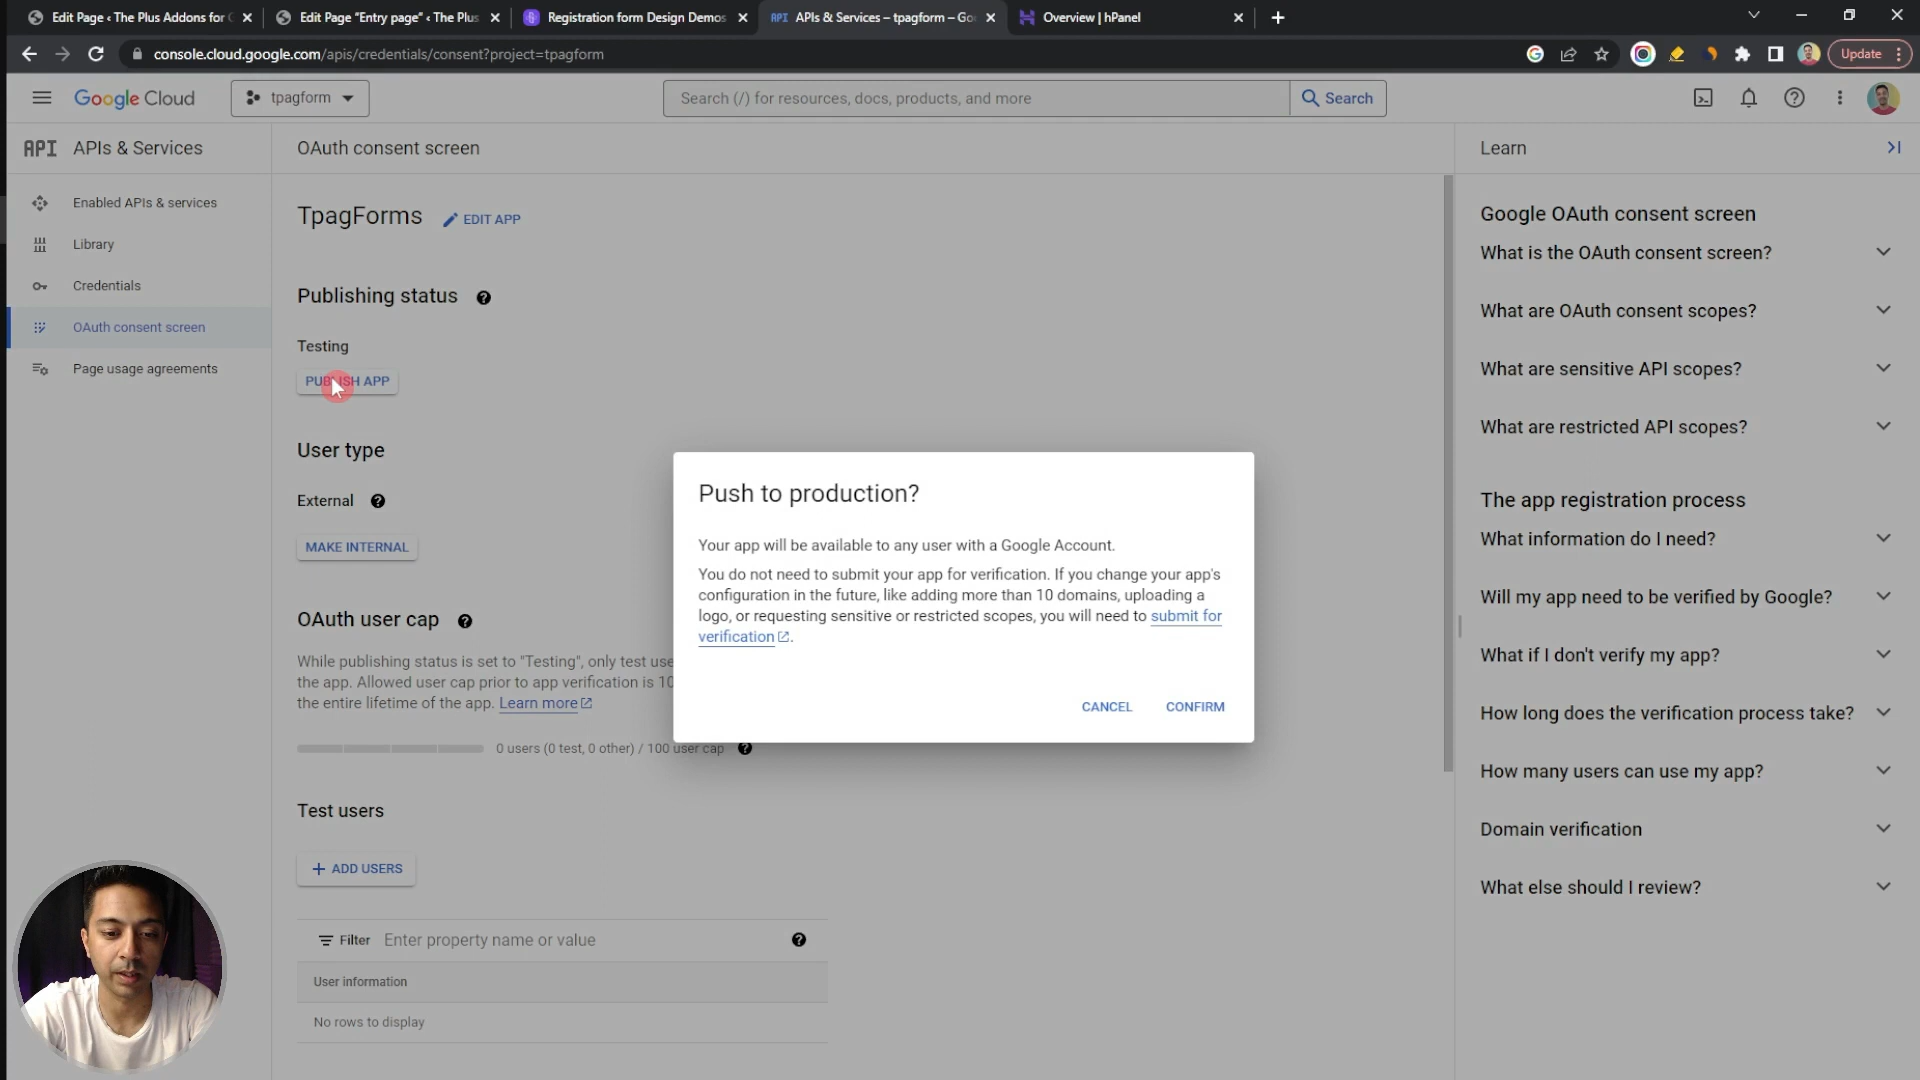 Edit Page ‹ The Plus Addons for
Edit Page "Entry page" ‹ The Plus
Registration form Design Demos
API APIs & Services – tpagform – Go
Overview | hPanel
console.cloud.google.com/apis/credentials/consent?project=tpagform
Update
Google Cloud
tpagform
Search (/) for resources, docs, products, and more
Search
API APIs & Services
OAuth consent screen
Learn
Enabled APIs & services
Library
Credentials
OAuth consent screen
Page usage agreements
TpagForms
EDIT APP
Publishing status
Testing
PUBLISH APP
User type
External
MAKE INTERNAL
OAuth user cap
While publishing status is set to "Testing", only test use
the app. Allowed user cap prior to app verification is 10
the entire lifetime of the app. Learn more
0 users (0 test, 0 other) / 100 user cap
Test users
ADD USERS
Filter Enter property name or value
User information
No rows to display
Push to production?
Your app will be available to any user with a Google Account.
You do not need to submit your app for verification. If you change your app's
configuration in the future, like adding more than 10 domains, uploading a
logo, or requesting sensitive or restricted scopes, you will need to submit for
verification.
CANCEL
CONFIRM
Google OAuth consent screen
What is the OAuth consent screen?
What are OAuth consent scopes?
What are sensitive API scopes?
What are restricted API scopes?
The app registration process
What information do I need?
Will my app need to be verified by Google?
What if I don't verify my app?
How long does the verification process take?
How many users can use my app?
Domain verification
What else should I review?